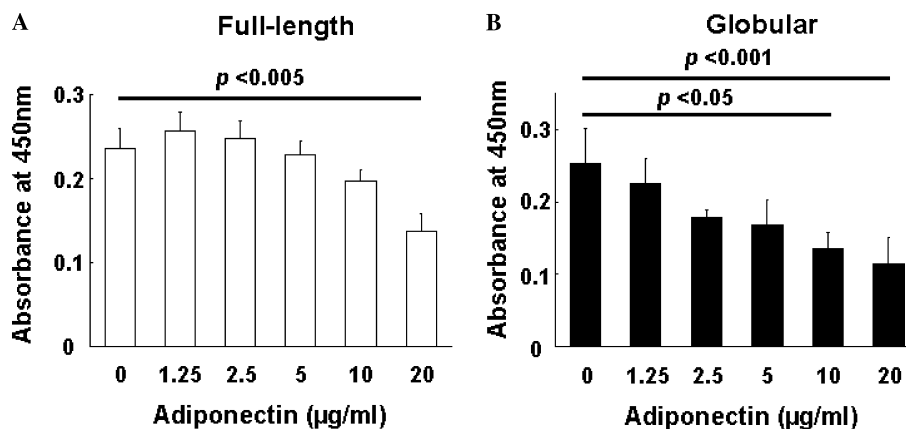 A
Full-length
p <0.005
Absorbance at 450nm
0.3
0.2
0.1
0
0 1.25 2.5 5 10 20
Adiponectin (µg/ml)
B
Globular
p <0.001
p <0.05
Absorbance at 450nm
0.3
0.2
0.1
0
0 1.25 2.5 5 10 20
Adiponectin (µg/ml)